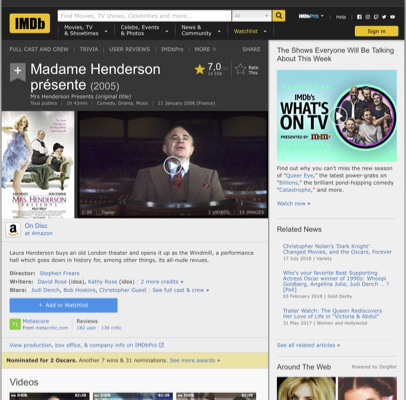 IMDb
Find Movies, TV shows, Celebrities and more...
All
IMDbPro
Help
Movies, TV
& Showtimes
Celebs, Events
& Photos
News &
Community
Watchlist
Sign in
FULL CAST AND CREW | TRIVIA | USER REVIEWS | IMDbPro | MORE
SHARE
Madame Henderson
présente (2005)
7,0
Rate
This
Mrs Henderson Presents (original title)
Tous publics | 1h 43min | Comedy, Drama, Music | 11 January 2006 (France)
MRS. HENDERSON
PRESENTS
2:30 | Trailer
3 VIDEOS | 15 IMAGES
On Disc
at Amazon
Laura Henderson buys an old London theater and opens it up as the Windmill, a performance
hall which goes down in history for, among other things, its all-nude revues.
Director: Stephen Frears
Writers: David Rose (idea), Kathy Rose (idea) | 2 more credits »
Stars: Judi Dench, Bob Hoskins, Christopher Guest | See full cast & crew »
+ Add to Watchlist
71
Metascore
From metacritic.com
Reviews
182 user | 136 critic
View production, box office, & company info on IMDbPro
Nominated for 2 Oscars. Another 7 wins & 31 nominations. See more awards »
Videos
The Shows Everyone Will Be Talking
About This Week
IMDb's
WHAT'S
ON TV
PRESENTED BY
Find out why you can't miss the new season
of "Queer Eye," the latest power-grabs on
"Billions," the brilliant pond-hopping comedy
"Catastrophe," and more.
Watch now »
Related News
Christopher Nolan's 'Dark Knight'
Changed Movies, and the Oscars, Forever
17 July 2018 | Variety
Who's your favorite Best Supporting
Actress Oscar winner of 1990s: Whoopi
Goldberg, Angelina Jolie, Judi Dench .. ?
[Poll]
03 February 2018 | Gold Derby
Trailer Watch: The Queen Rediscovers
Her Love of Life in "Victoria & Abdul"
31 May 2017 | Women and Hollywood
See all related articles »
Around The Web
Powered by ZergNet